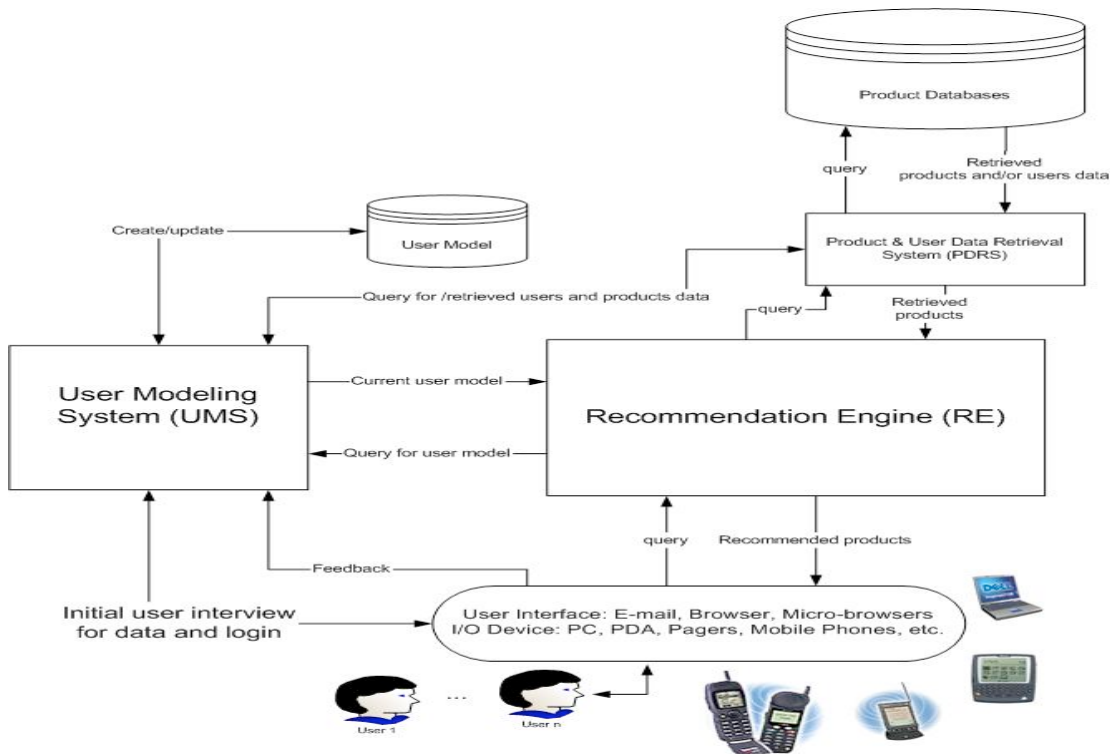 Product Databases
query
Retrieved
products and/or users data
Create/update
User Model
Product & User Data Retrieval
System (PDRS)
Query for /retrieved users and products data
query
Retrieved
products
User Modeling
System (UMS)
Current user model
Recommendation Engine (RE)
Query for user model
query
Recommended products
Feedback
Initial user interview
for data and login
User Interface: E-mail, Browser, Micro-browsers
I/O Device: PC, PDA, Pagers, Mobile Phones, etc.
DELL
...
User 1
User n